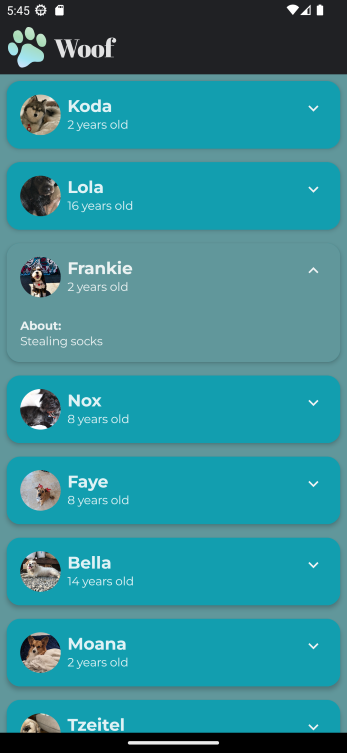 5:45
Woof
Koda
2 years old
Lola
16 years old
Frankie
2 years old
About:
Stealing socks
Nox
8 years old
Faye
8 years old
Bella
14 years old
Moana
2 years old
Tzeitel